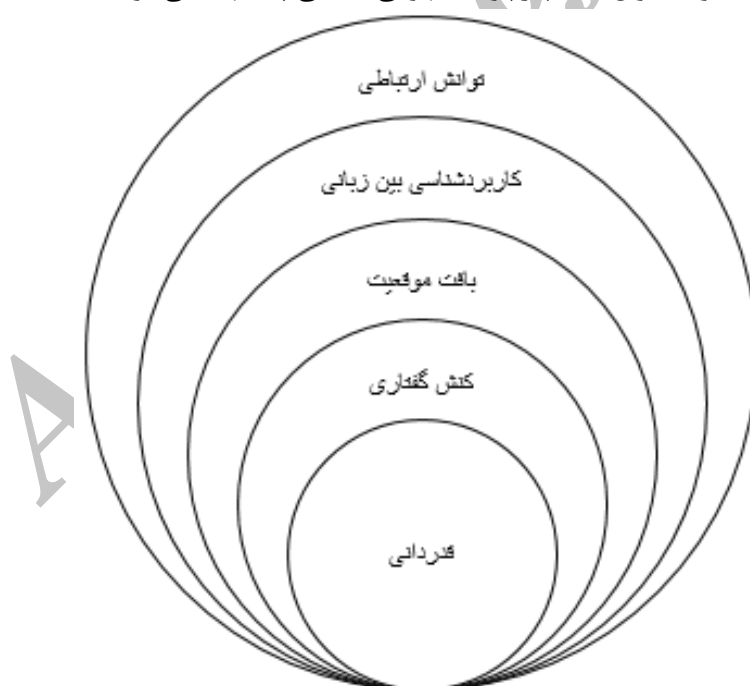 توانش ارتباطی
کاربردشناسی بین زبانی
بافت موقعیت
کنش گفتاری
قدردانی